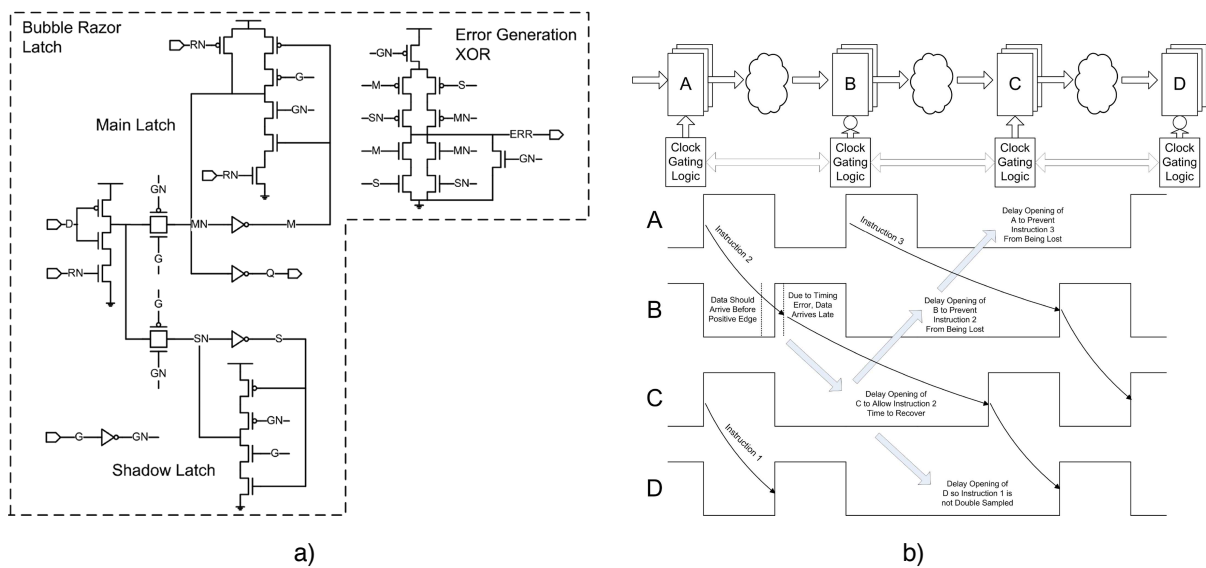 Bubble Razor
Latch
RN
G
GN
RN
Main Latch
Error Generation
XOR
GN
M
S
SN
MN
ERR
M
MN
GN
S
SN
GN
D
MN
M
G
RN
Q
G
SN
S
GN
GN
G
G
GN
Shadow Latch
a)
A
B
C
D
Clock
Gating
Logic
Clock
Gating
Logic
Clock
Gating
Logic
Clock
Gating
Logic
A
Instruction 2
Instruction 3
Delay Opening of
A to Prevent
Instruction 3
From Being Lost
B
Data Should
Arrive Before
Positive Edge
Due to Timing
Error, Data
Arrives Late
Delay Opening of
B to Prevent
Instruction 2
From Being Lost
C
Instruction 1
Delay Opening of
C to Allow Instruction 2
Time to Recover
D
Delay Opening of
D so Instruction 1 is
not Double Sampled
b)